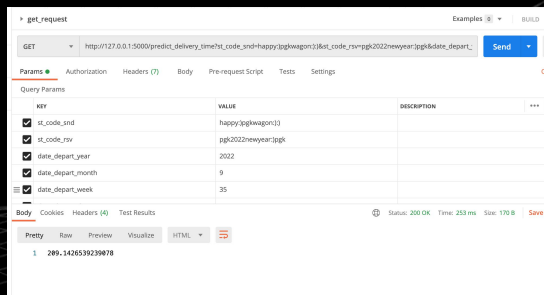 get_request Examples 0 BUILD
GET http://127.0.0.1:5000/predict_delivery_time?st_code_snd=happy:)pgkwagon:):)&st_code_rsv=pgk2022newyear:)pgk&date_depart_ Send
Params Authorization Headers (7) Body Pre-request Script Tests Settings
Query Params
KEY VALUE DESCRIPTION
st_code_snd happy:)pgkwagon:):)
st_code_rsv pgk2022newyear:)pgk
date_depart_year 2022
date_depart_month 9
date_depart_week 35
Body Cookies Headers (4) Test Results Status: 200 OK Time: 253 ms Size: 170 B Save
Pretty Raw Preview Visualize HTML
1 209.1426539239078